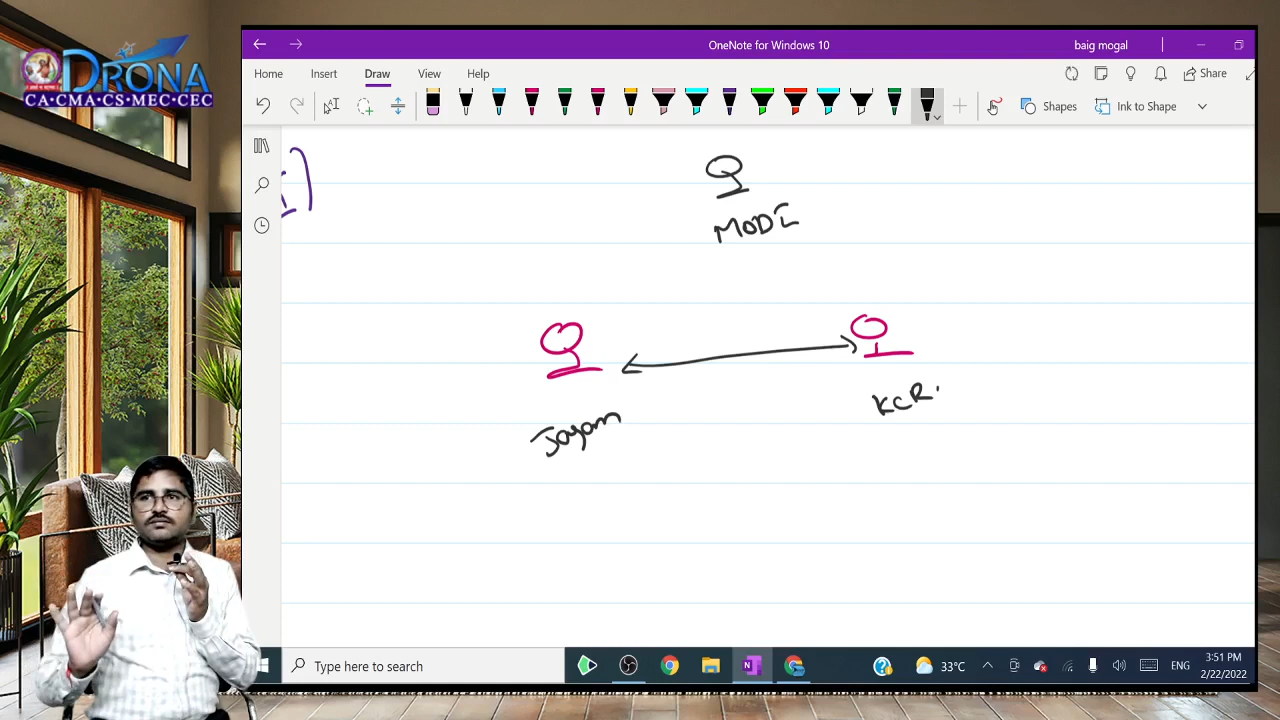 DRONA
CA.CMA.CS.MEC.CEC
OneNote for Windows 10
baig mogal
Home Insert Draw View Help
Share
Shapes
Ink to Shape
MODI
KCR
Jagan
Type here to search
33°C
ENG
3:51 PM
2/22/2022